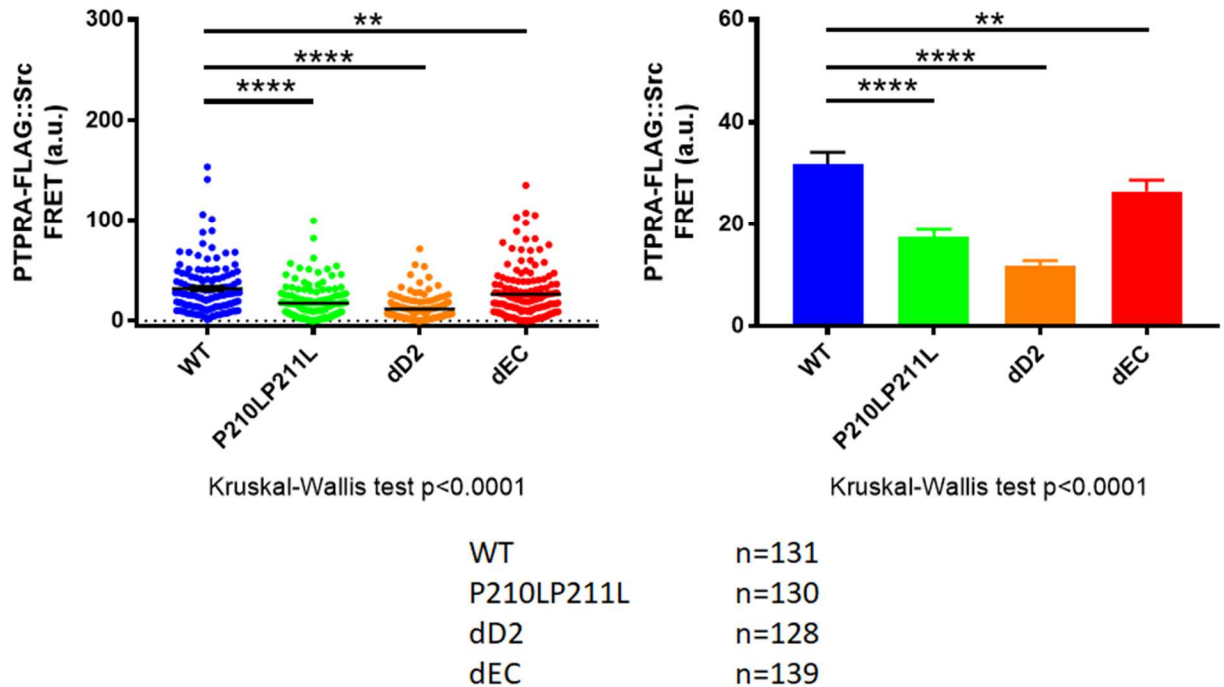 300
200
100
0
PTPRA-FLAG::Src
FRET (a.u.)
**
****
****
WT
P210LP211L
dD2
dEC
Kruskal-Wallis test p<0.0001
60
40
20
0
PTPRA-FLAG::Src
FRET (a.u.)
**
****
****
WT
P210LP211L
dD2
dEC
Kruskal-Wallis test p<0.0001
WT n=131
P210LP211L n=130
dD2 n=128
dEC n=139